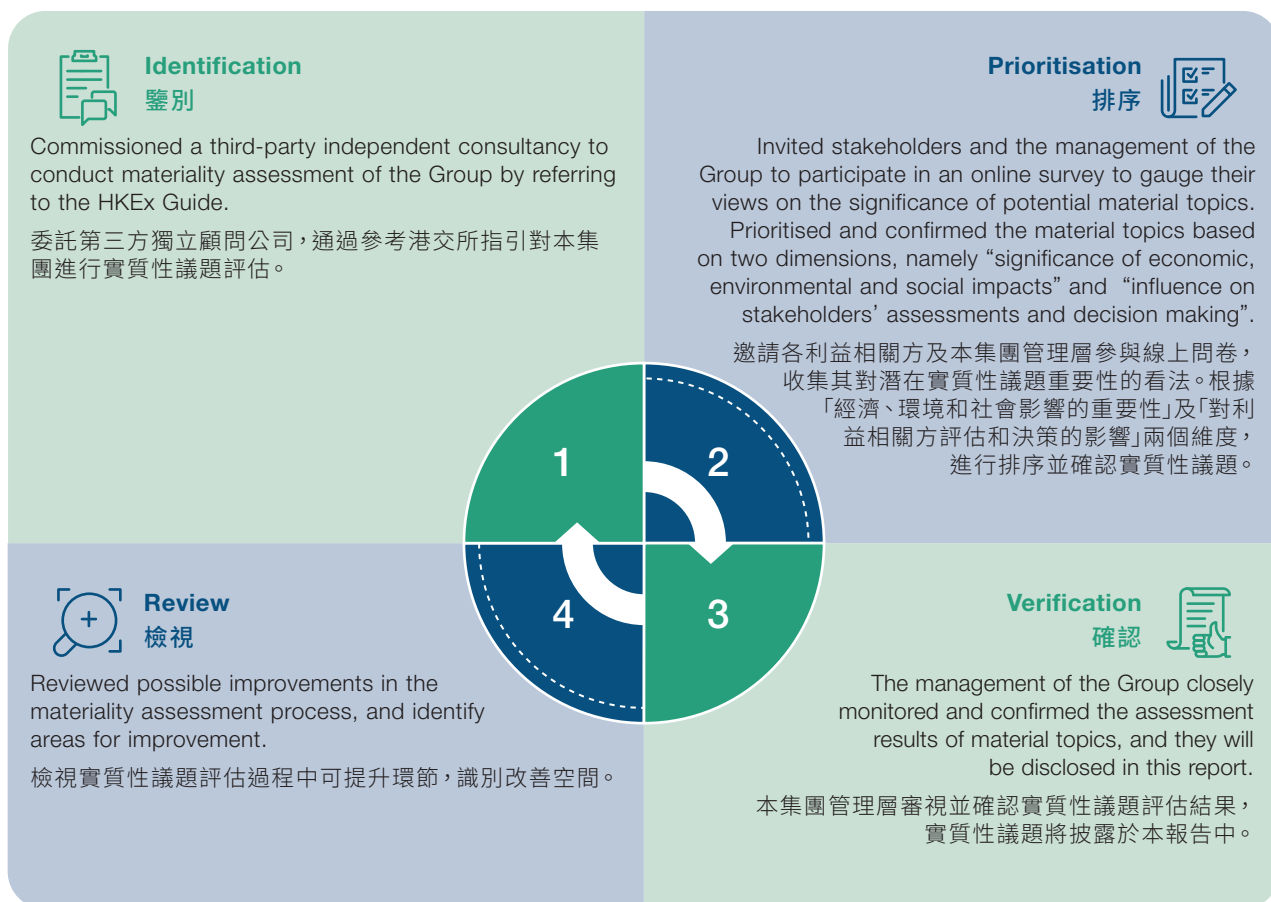 Identification
鑒別
Commissioned a third-party independent consultancy to
conduct materiality assessment of the Group by referring
to the HKEx Guide.
委託第三方獨立顧問公司，通過參考港交所指引對本集
團進行實質性議題評估。
Prioritisation
排序
Invited stakeholders and the management of the
Group to participate in an online survey to gauge their
views on the significance of potential material topics.
Prioritised and confirmed the material topics based
on two dimensions, namely “significance of economic,
environmental and social impacts” and “influence on
stakeholders’ assessments and decision making”.
邀請各利益相關方及本集團管理層參與線上問卷，
收集其對潛在實質性議題重要性的看法。根據
「經濟、環境和社會影響的重要性」及「對利
益相關方評估和決策的影響」兩個維度，
進行排序並確認實質性議題。
1
2
4
3
Review
檢視
Reviewed possible improvements in the
materiality assessment process, and identify
areas for improvement.
檢視實質性議題評估過程中可提升環節，識別改善空間。
Verification
確認
The management of the Group closely
monitored and confirmed the assessment
results of material topics, and they will
be disclosed in this report.
本集團管理層審視並確認實質性議題評估結果，
實質性議題將披露於本報告中。